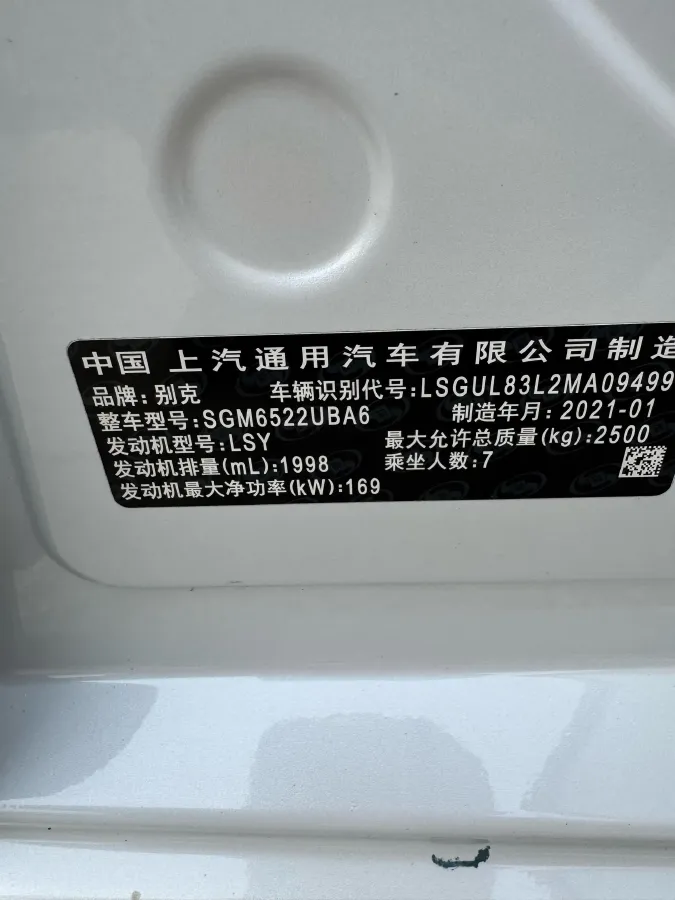 中国 上汽通用汽车有限公司制造
品牌: 别克 车辆识别代号:LSGUL83L2MA09499
整车型号:SGM6522UBA6 制造年月: 2021-01
发动机型号:LSY 最大允许总质量(kg):2500
发动机排量(mL):1998 乘坐人数:7
发动机最大净功率(kW):169